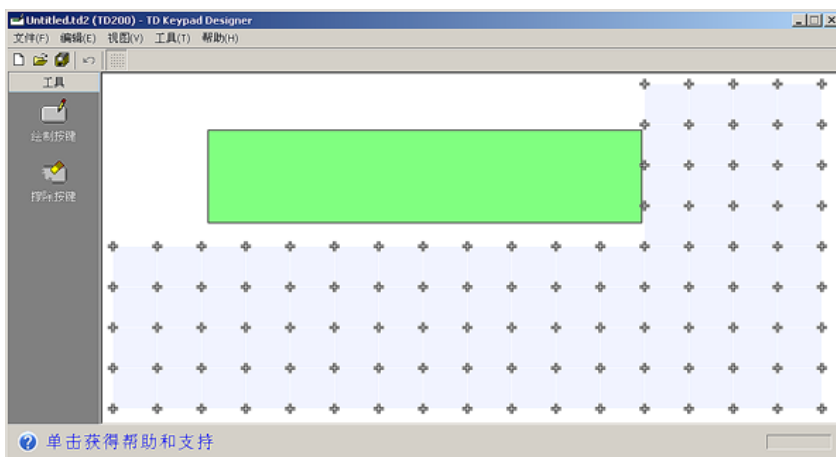 Untitled.td2 (TD200) - TD Keypad Designer
文件(F) 编辑(E) 视图(V) 工具(T) 帮助(H)
工具
绘制按键
擦除按键
单击获得帮助和支持